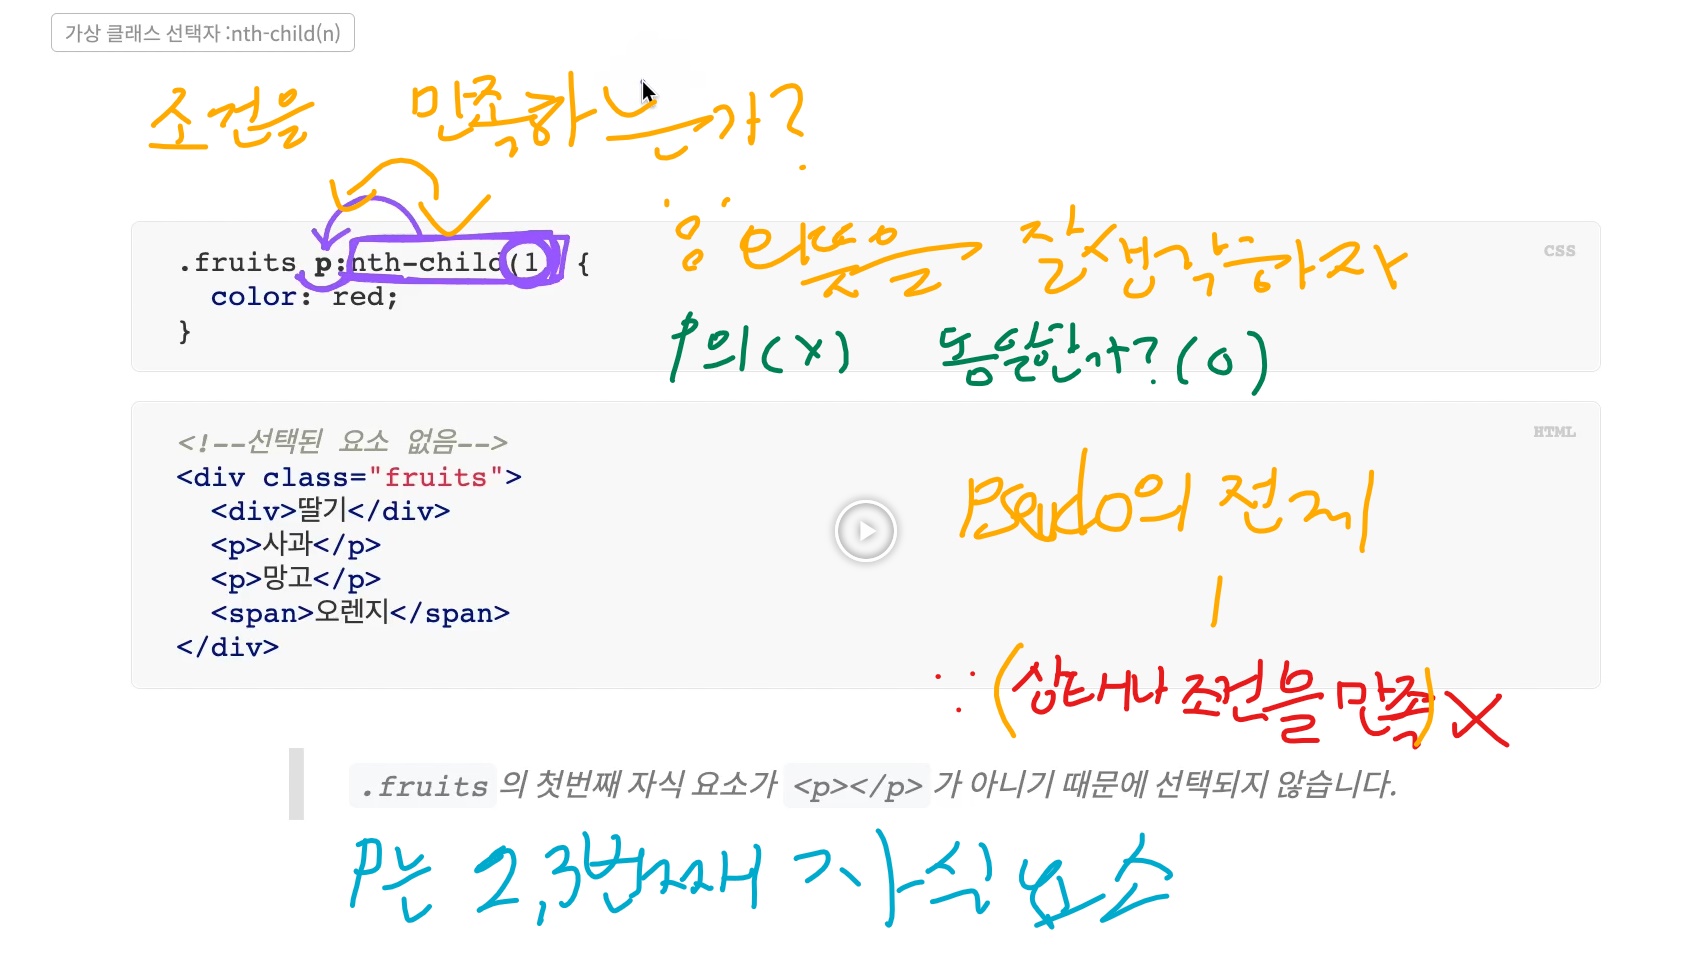 가상 클래스 선택자 :nth-child(n)
조건을 만족하는가?
.fruits p:nth-child(1) {
color: red;
}
CSS
잘 생각하자
p의(X) 동일한가?(O)
<!--선택된 요소 없음-->
HTML
<div class="fruits">
<div>딸기</div>
<p>사과</p>
<p>망고</p>
<span>오렌지</span>
</div>
Pseudo의 전제
∵ (상태나 조건을 만족) X
.fruits 의 첫번째 자식 요소가 <p></p> 가 아니기 때문에 선택되지 않습니다.
P는 2,3번째 자식 요소